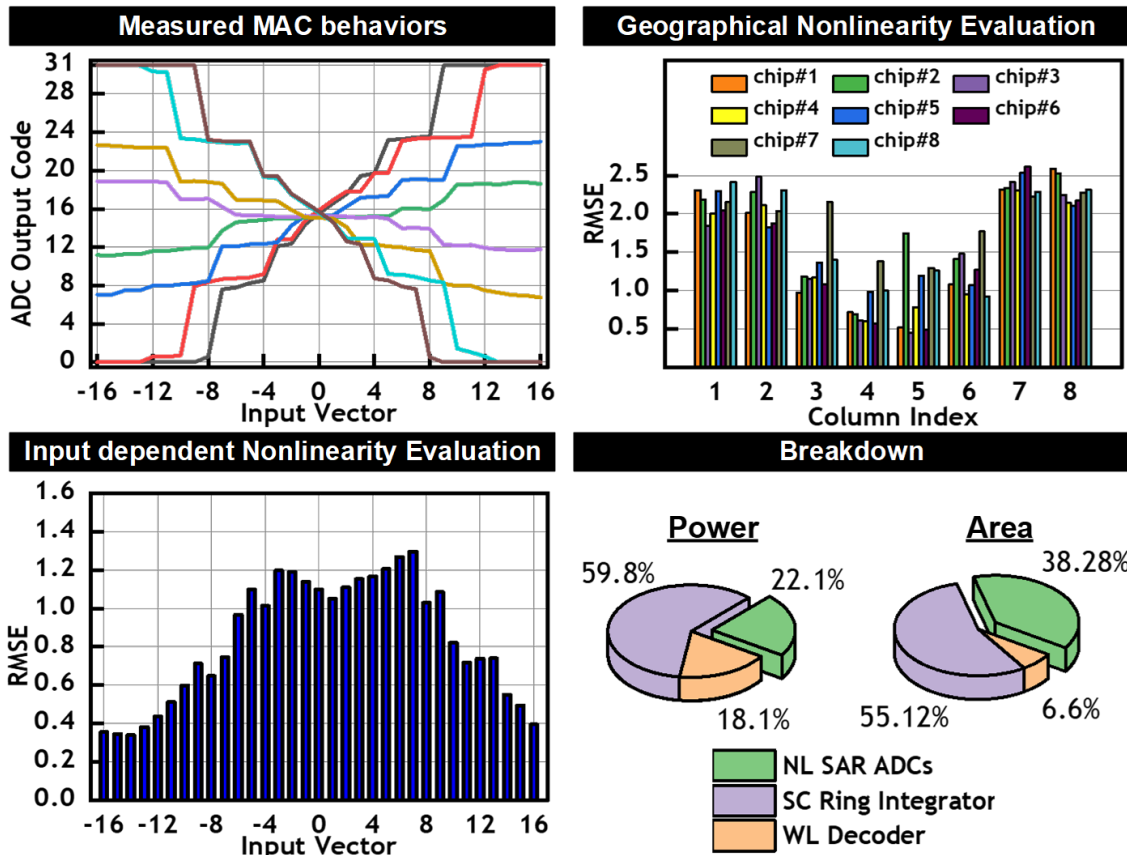 Measured MAC behaviors
31
28
24
20
16
12
8
4
0
ADC Output Code
-16 -12 -8 -4 0 4 8 12 16
Input Vector
Geographical Nonlinearity Evaluation
chip#1 chip#2 chip#3
chip#4 chip#5 chip#6
chip#7 chip#8
2.5
2.0
1.5
1.0
0.5
RMSE
1 2 3 4 5 6 7 8
Column Index
Input dependent Nonlinearity Evaluation
1.6
1.4
1.2
1.0
0.8
0.6
0.4
0.2
0.0
RMSE
-16 -12 -8 -4 0 4 8 12 16
Input Vector
Breakdown
Power
59.8%
22.1%
18.1%
Area
38.28%
55.12%
6.6%
NL SAR ADCs
SC Ring Integrator
WL Decoder